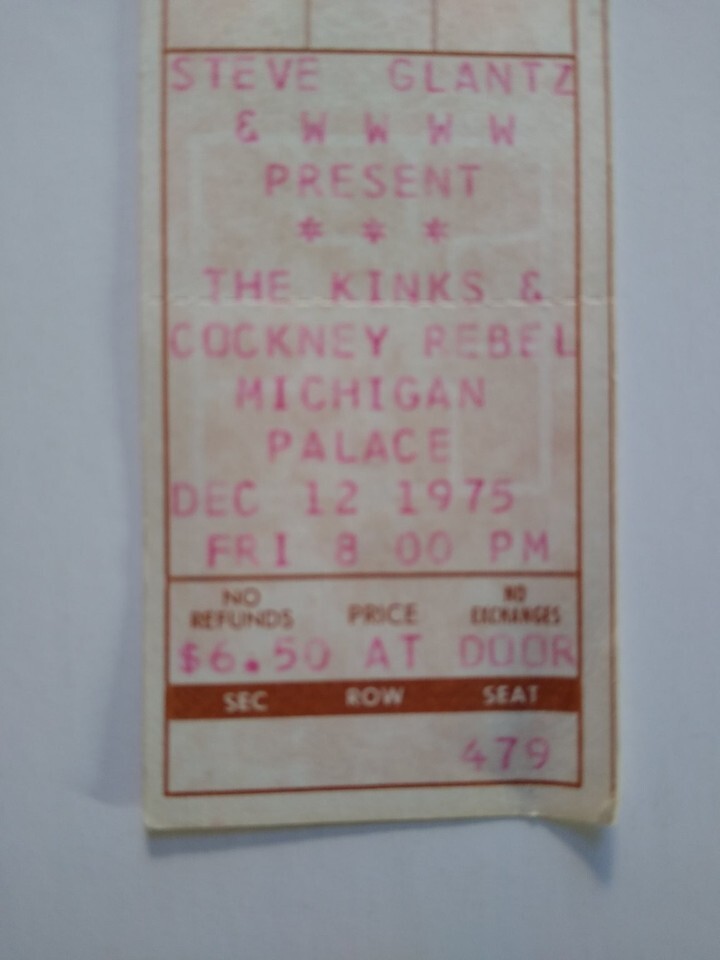 STEVE GLANTZ
& W W W W
PRESENT
* * *
THE KINKS &
COCKNEY REBEL
MICHIGAN
PALACE
DEC 12 1975
FRI 8 00 PM
NO REFUNDS PRICE NO EXCHANGES
$6.50 AT DOOR
SEC ROW SEAT
479